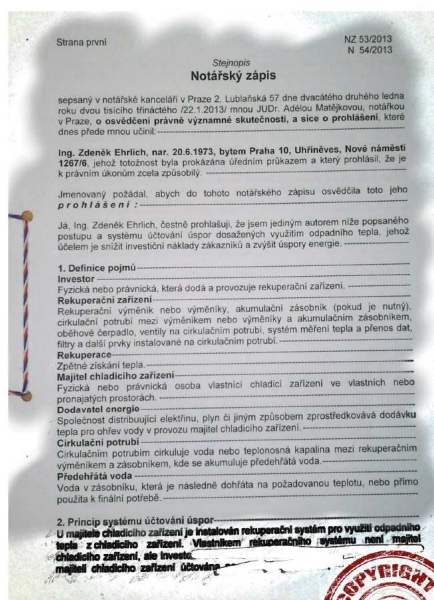 Strana první
NZ 53/2013
N 54/2013
Stejnopis
Notářský zápis
sepsaný v notářské kanceláři v Praze 2, Lublaňská 57 dne dvacátého druhého ledna
roku dva tisíce třináctého /22.1.2013/ mnou JUDr. Adélou Matějkovou, notářkou
v Praze, o osvědčení právně významné skutečnosti, a sice o prohlášení, které
dnes přede mnou učinil:
Ing. Zdeněk Ehrlich, nar. 20.6.1973, bytem Praha 10, Uhříněves, Nové náměstí
1267/6, jehož totožnost byla prokázána úředním průkazem a který prohlásil, že je
k právním úkonům zcela způsobilý.
Jmenovaný požádal, abych do tohoto notářského zápisu osvědčila toto jeho
prohlášení:
Já, Ing. Zdeněk Ehrlich, čestně prohlašuji, že jsem jediným autorem níže popsaného
postupu a systému účtování úspor dosažených využitím odpadního tepla, jehož
účelem je snížit investiční náklady zákazníků a zvýšit úspory energie.
1. Definice pojmů
Investor
Fyzická nebo právnická, která dodá a provozuje rekuperační zařízení.
Rekuperační zařízení
Rekuperační výměník nebo výměníky, akumulační zásobník (pokud je nutný),
cirkulační potrubí mezi výměníkem nebo výměníky a akumulačním zásobníkem,
oběhové čerpadlo, ventily na cirkulačním potrubí, systém měření tepla a přenos dat,
filtry a další prvky instalované na cirkulačním potrubí.
Rekuperace
Zpětné získání tepla.
Majitel chladicího zařízení
Fyzická nebo právnická osoba vlastnící chladicí zařízení ve vlastních nebo
pronajatých prostorách.
Dodavatel energie
Společnost distribuující elektřinu, plyn či jiným způsobem zprostředkovává dodávku
tepla pro ohřev vody v provozu majitel chladicího zařízení.
Cirkulační potrubí
Cirkulačním potrubím cirkuluje voda nebo teplonosná kapalina mezi rekuperačním
výměníkem a zásobníkem, kde se akumuluje předehřátá voda.
Předehřátá voda
Voda v zásobníku, která je následně dohřáta na požadovanou teplotu, nebo přímo
použita k finální potřebě.
2. Princip systému účtování úspor
U majitele chladicího zařízení je instalován rekuperační systém pro využití odpadního
tepla z chladicího zařízení. Vlastníkem rekuperačního systému není majitel
chladicího zařízení, ale investo
majiteli chladicího zařízení účtována
COPYRIGHT